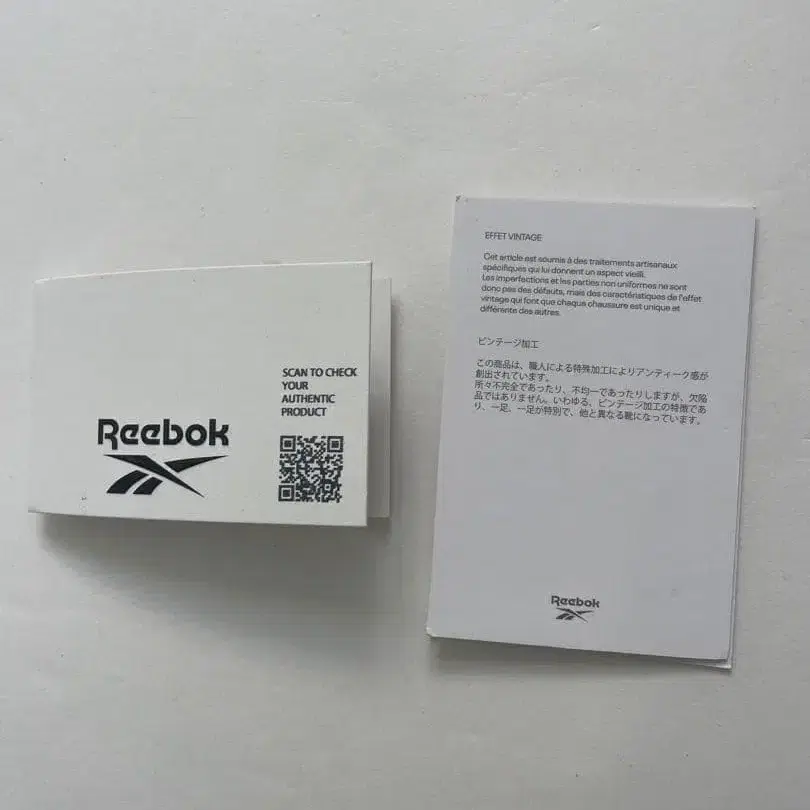 Reebok
SCAN TO CHECK
YOUR
AUTHENTIC
PRODUCT
EFFET VINTAGE
Cet article est soumis à des traitements artisanaux
spécifiques qui lui donnent un aspect vieilli.
Les imperfections et les parties non uniformes ne sont
donc pas des défauts, mais des caractéristiques de l'effet
vintage qui font que chaque chaussure est unique et
différente des autres.
ビンテージ加工
この商品は、職人による特殊加工によりアンティーク感が
創出されています。
所々不完全であったり、不均一であったりしますが、欠陥
品ではありません。いわゆる、ビンテージ加工の特徴であ
り、一足、一足が特別で、他と異なる靴になっています。
Reebok